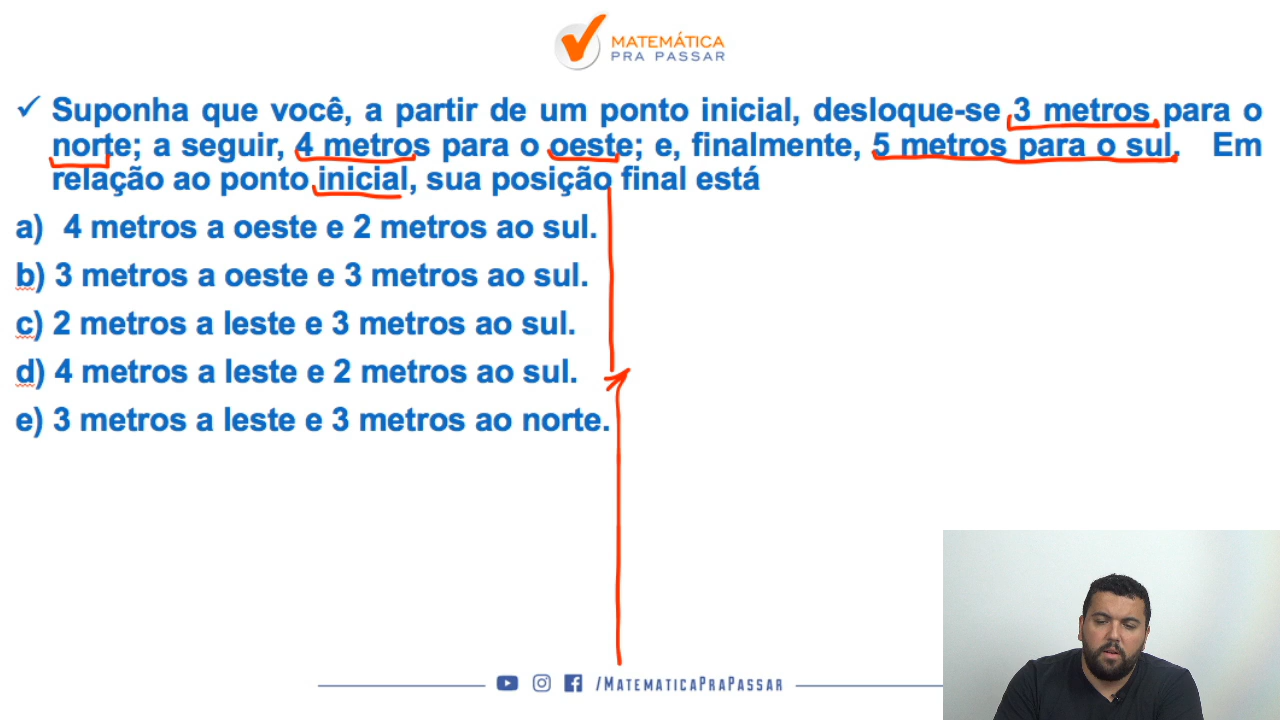 MATEMÁTICA
PRA PASSAR
✓ Suponha que você, a partir de um ponto inicial, desloque-se 3 metros para o
norte; a seguir, 4 metros para o oeste; e, finalmente, 5 metros para o sul. Em
relação ao ponto inicial, sua posição final está
a) 4 metros a oeste e 2 metros ao sul.
b) 3 metros a oeste e 3 metros ao sul.
c) 2 metros a leste e 3 metros ao sul.
d) 4 metros a leste e 2 metros ao sul.
e) 3 metros a leste e 3 metros ao norte.
/MATEMATICAPRAPASSAR